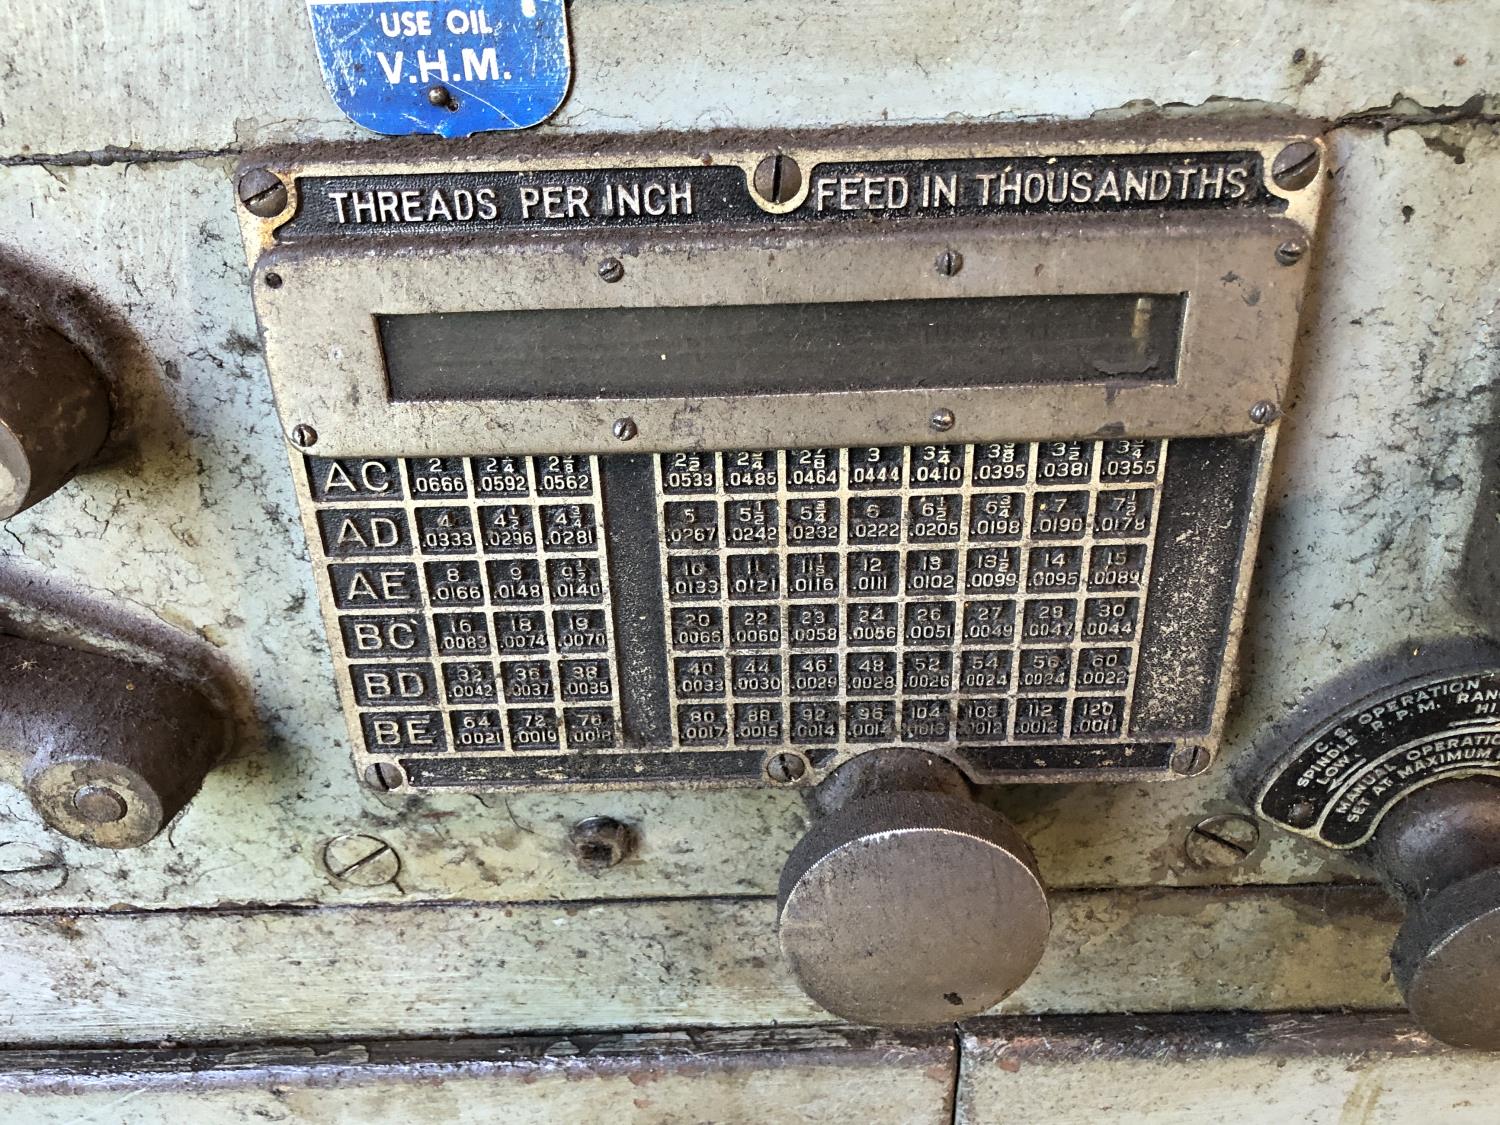 USE OIL
V.H.M.
THREADS PER INCH FEED IN THOUSANDTHS
AC 2 2¼ 2⅜ 2½ 2¾ 2⅞ 3 3¼ 3⅜ 3½ 3¾
.0666 .0592 .0562 .0533 .0485 .0464 .0444 .0410 .0395 .0381 .0355
AD 4 4½ 4¾ 5 5½ 5¾ 6 6½ 6¾ 7 7½
.0333 .0296 .0281 .0267 .0242 .0232 .0222 .0205 .0198 .0190 .0178
AE 8 9 9½ 10 11 11½ 12 13 13½ 14 15
.0166 .0148 .0140 .0133 .0121 .0116 .0111 .0102 .0099 .0095 .0089
BC 16 18 19 20 22 23 24 26 27 28 30
.0083 .0074 .0070 .0066 .0060 .0058 .0056 .0051 .0049 .0047 .0044
BD 32 36 38 40 44 46 48 52 54 56 60
.0042 .0037 .0035 .0033 .0030 .0029 .0028 .0026 .0024 .0024 .0022
BE 64 72 76 80 88 92 96 104 108 112 120
.0021 .0019 .0018 .0017 .0015 .0014 .0014 .0013 .0012 .0012 .0011
C.S. OPERATION
SPINDLE R.P.M. RAN
LOW HI
MANUAL OPERATIO
SET AT MAXIMUM